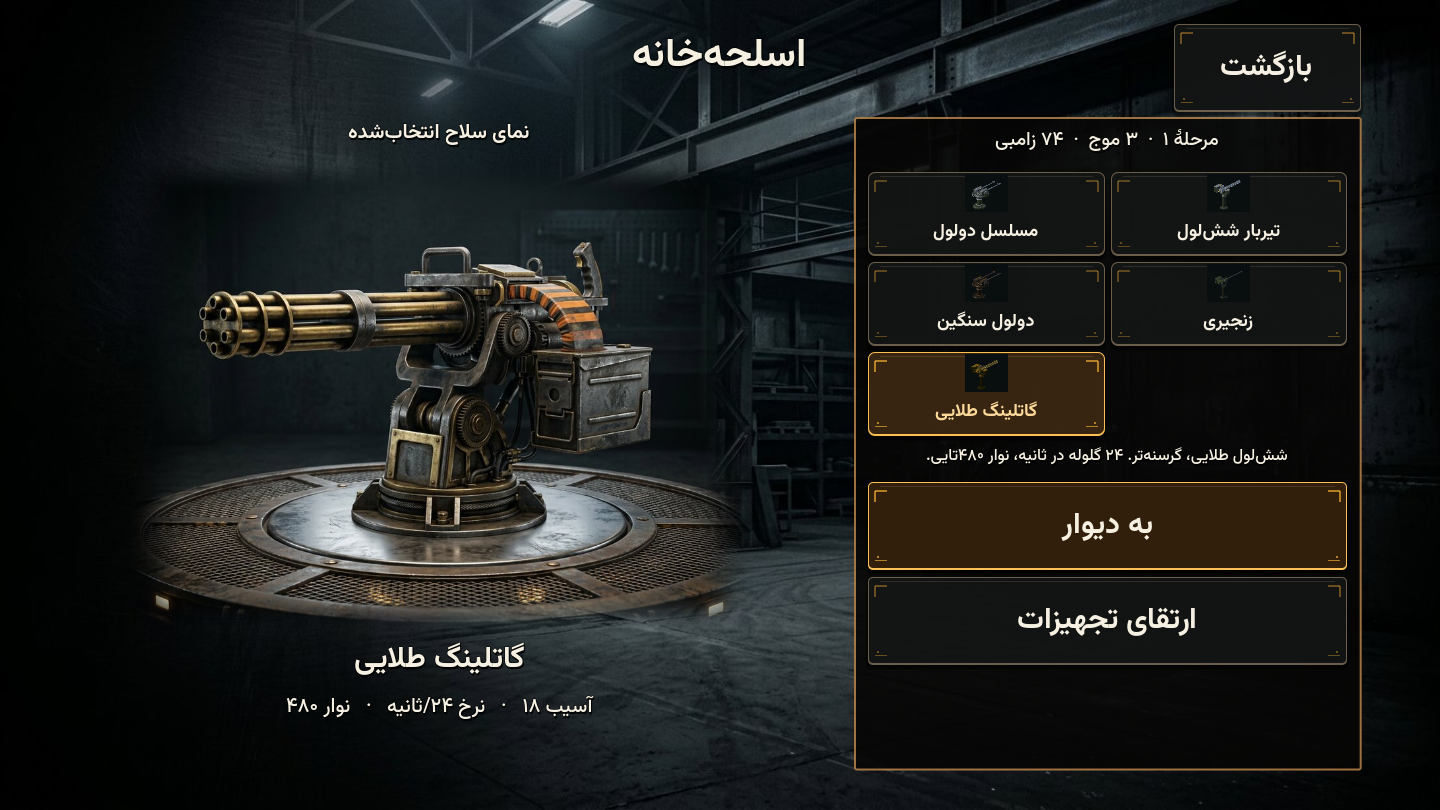 اسلحه‌خانه
بازگشت
نمای سلاح انتخاب‌شده
مرحلهٔ ۱ · ۳ موج · ۷۴ زامبی
تیربار شش‌لول
مسلسل دولول
زنجیری
دولول سنگین
گاتلینگ طلایی
شش‌لول طلایی، گرسنه‌تر. ۲۴ گلوله در ثانیه، نوار ۴۸۰تایی.
به دیوار
ارتقای تجهیزات
گاتلینگ طلایی
آسیب ۱۸ · نرخ ۲۴/ثانیه · نوار ۴۸۰